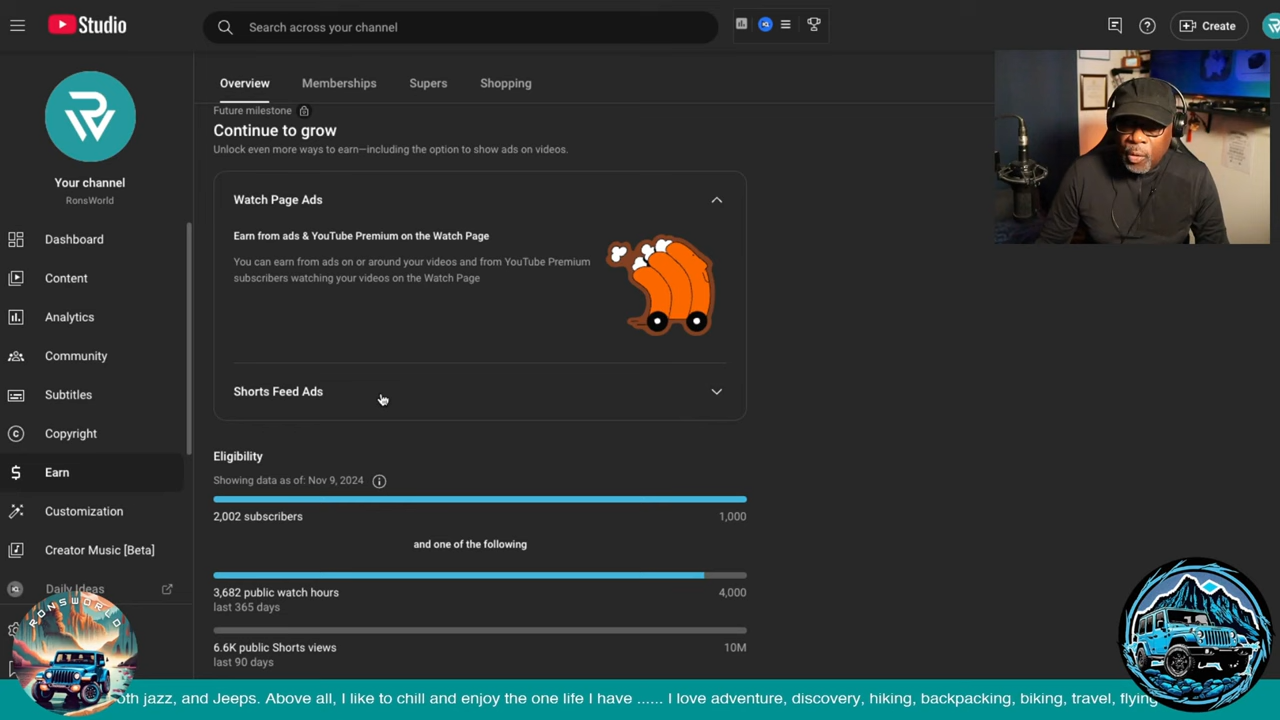 Studio
Search across your channel
Create
Your channel
RonsWorld
Dashboard
Content
Analytics
Community
Subtitles
Copyright
Earn
Customization
Creator Music [Beta]
Daily Ideas
Overview
Memberships
Supers
Shopping
Future milestone
Continue to grow
Unlock even more ways to earn—including the option to show ads on videos.
Watch Page Ads
Earn from ads & YouTube Premium on the Watch Page
You can earn from ads on or around your videos and from YouTube Premium
subscribers watching your videos on the Watch Page
Shorts Feed Ads
Eligibility
Showing data as of: Nov 9, 2024
2,002 subscribers 1,000
and one of the following
3,682 public watch hours 4,000
last 365 days
6.6K public Shorts views 10M
last 90 days
RONSWORLD
oth jazz, and Jeeps. Above all, I like to chill and enjoy the one life I have ...... I love adventure, discovery, hiking, backpacking, biking, travel, flying